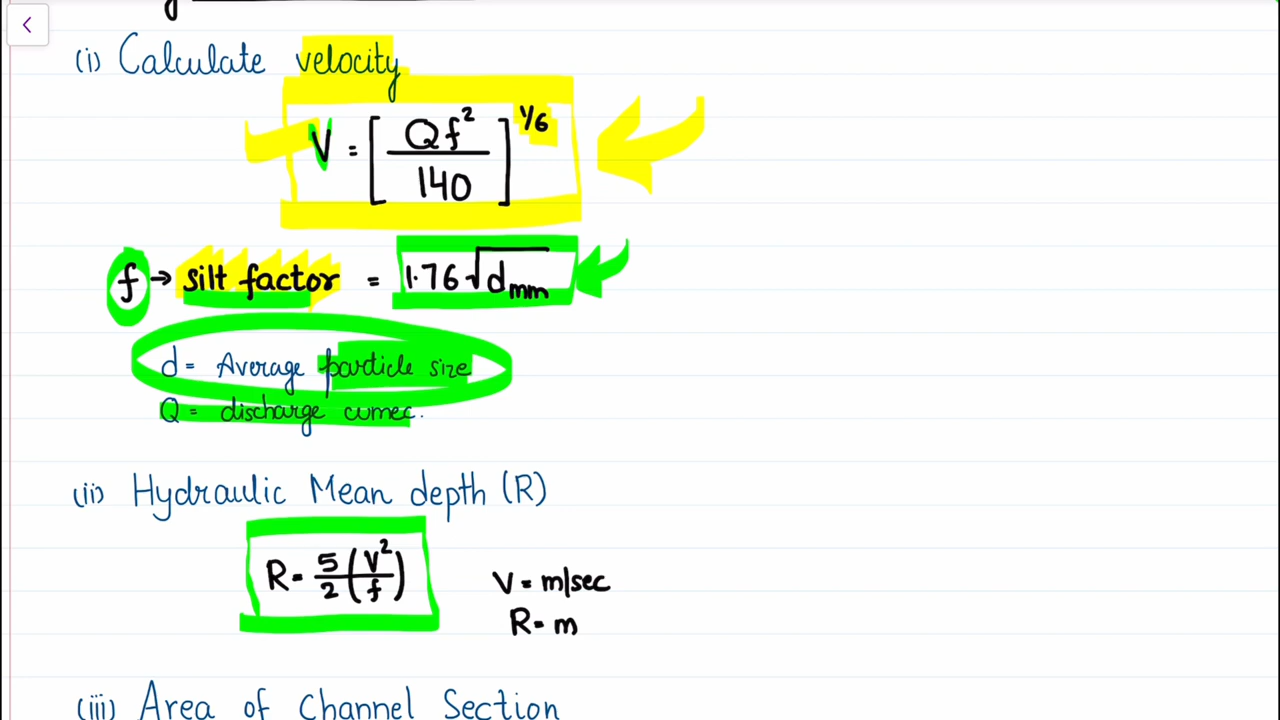 (i) Calculate velocity
V = [Qf²/140]^1/6
f → silt factor = 1.76√d mm
d = Average particle size
Q = discharge cumec.
(ii) Hydraulic Mean depth (R)
R = 5/2 (V²/f)
V = m/sec
R = m
(iii) Area of Channel Section